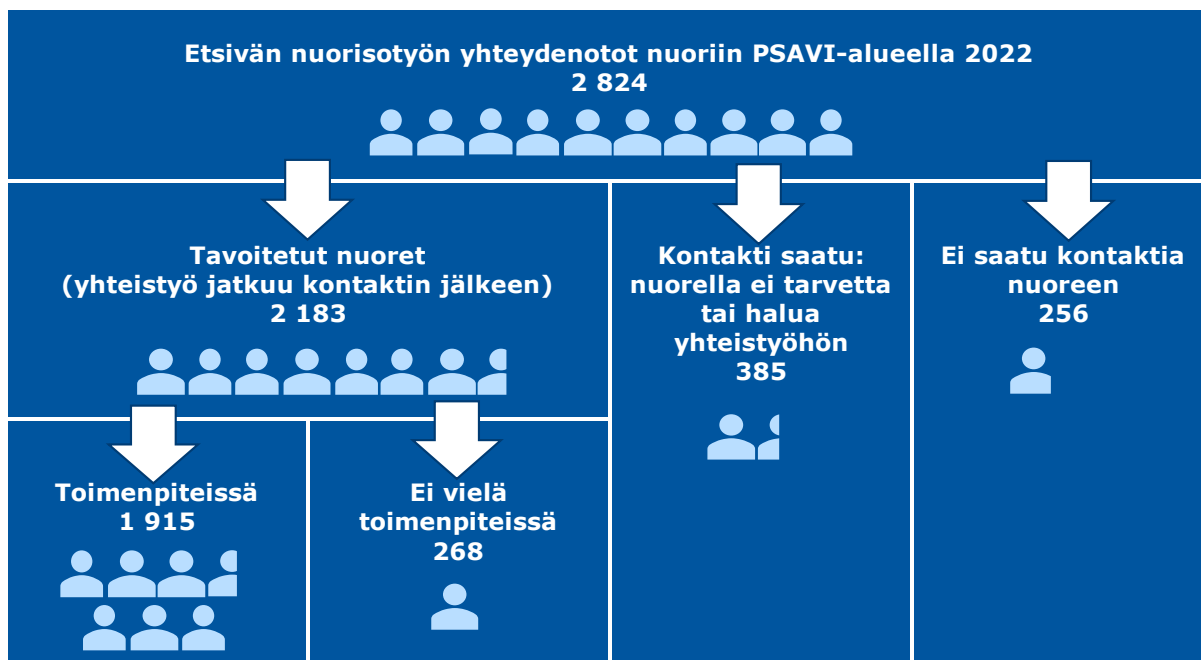 Etsivän nuorisotyön yhteydenotot nuoriin PSAVI-alueella 2022
2 824
Tavoitetut nuoret
(yhteistyö jatkuu kontaktin jälkeen)
2 183
Kontakti saatu:
nuorella ei tarvetta
tai halua
yhteistyöhön
385
Ei saatu kontaktia
nuoreen
256
Toimenpiteissä
1 915
Ei vielä
toimenpiteissä
268